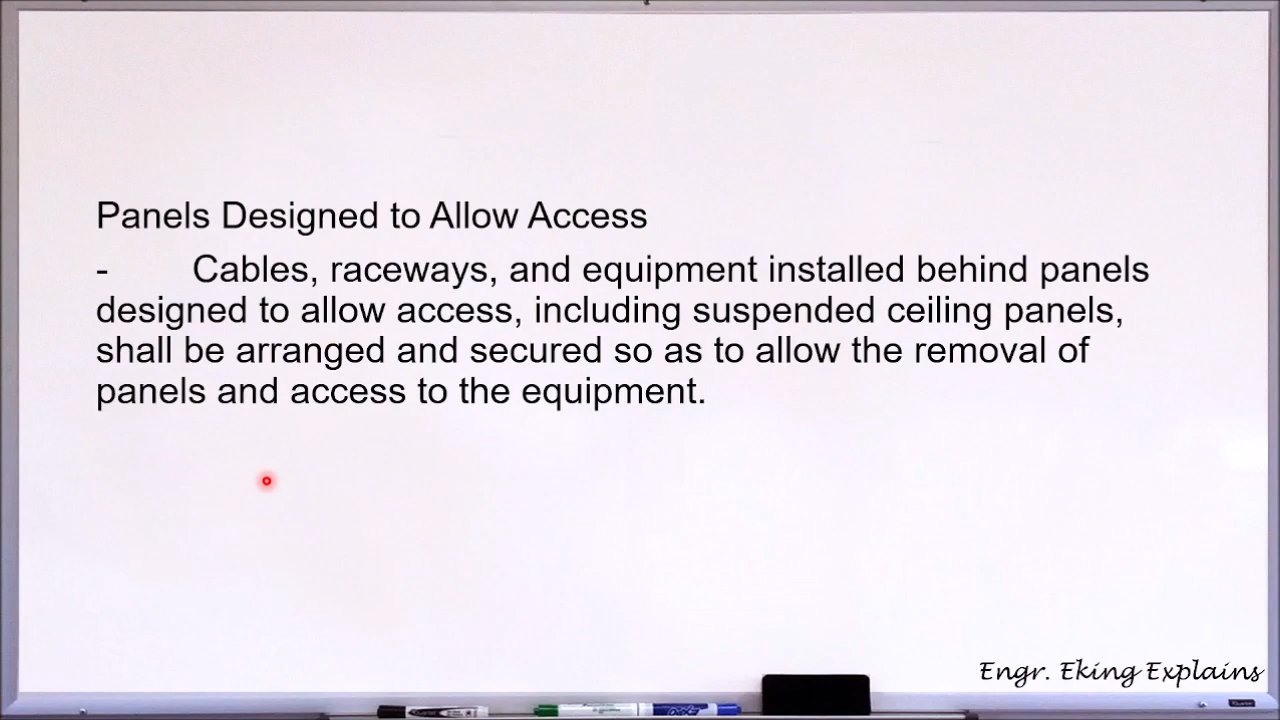 Panels Designed to Allow Access
- Cables, raceways, and equipment installed behind panels
designed to allow access, including suspended ceiling panels,
shall be arranged and secured so as to allow the removal of
panels and access to the equipment.
Engr. Eking Explains